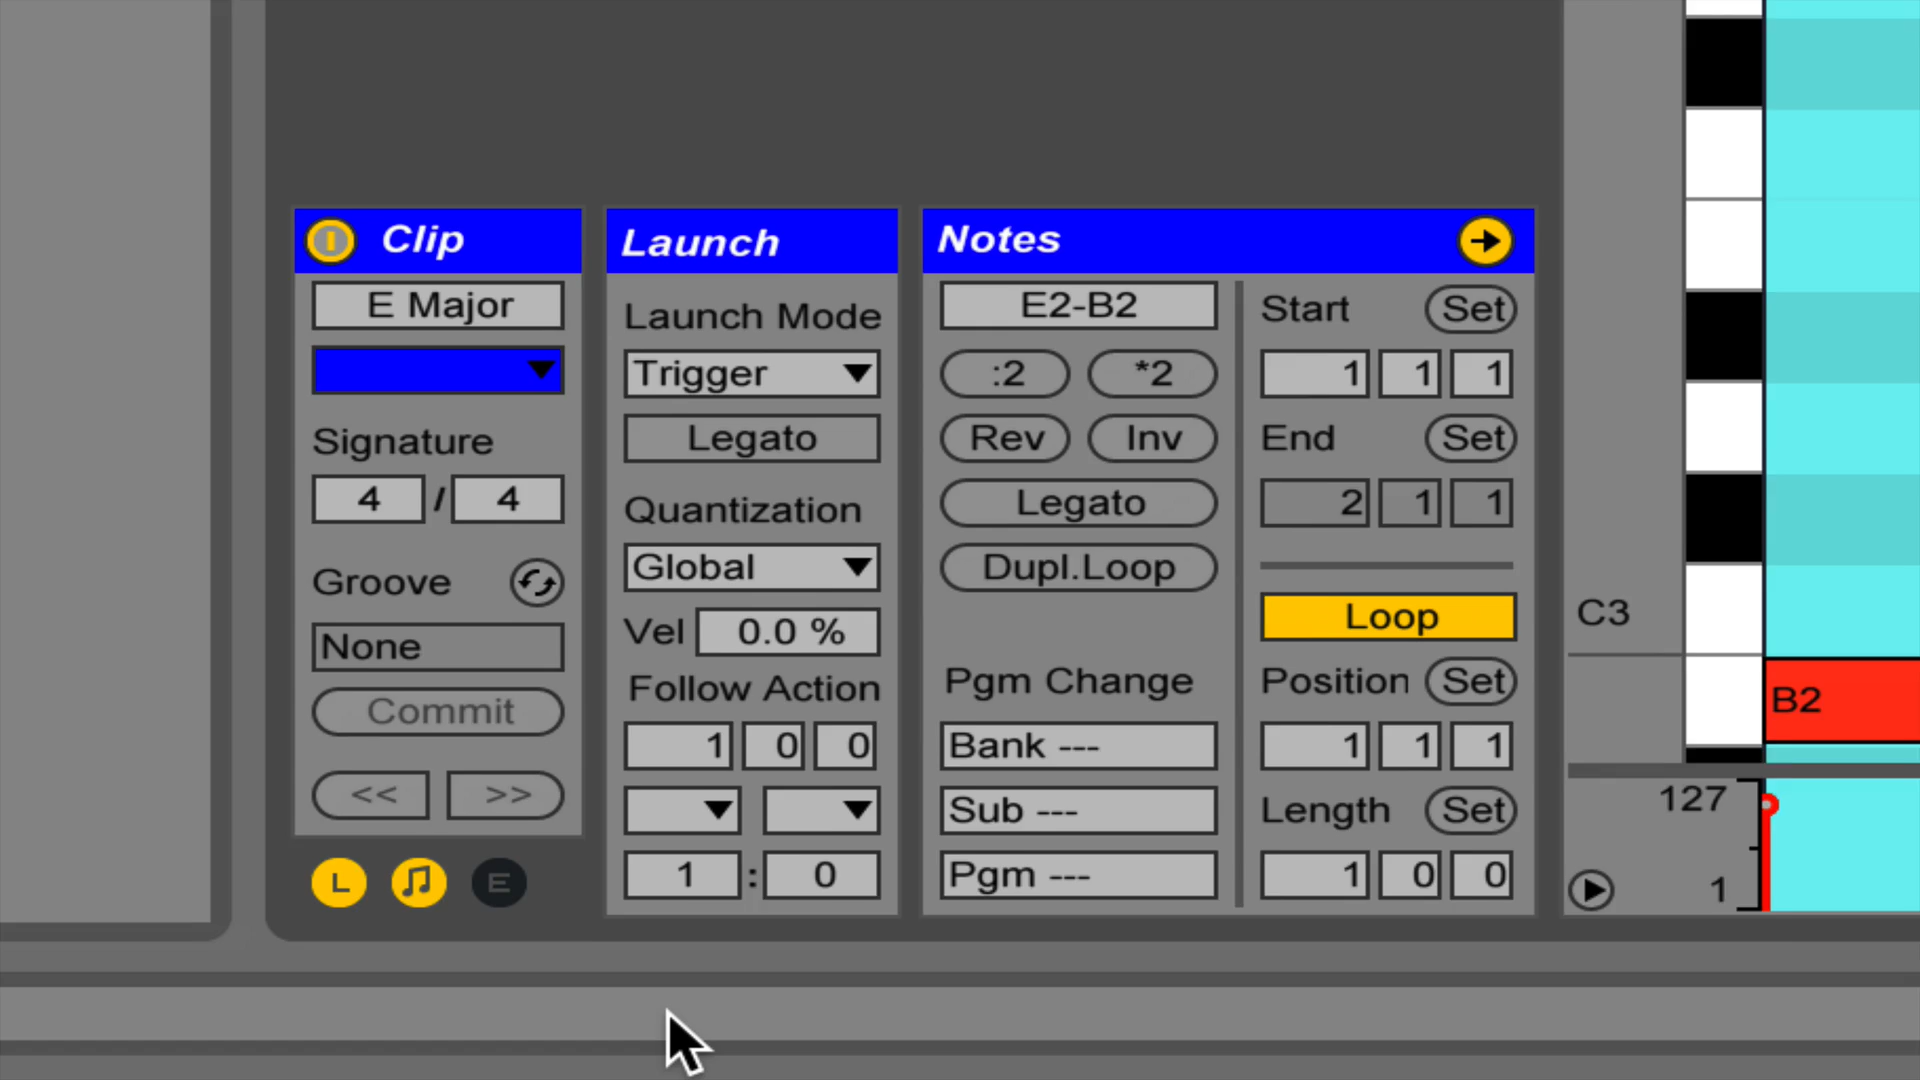 Clip
E Major
Signature
4 / 4
Groove
None
Commit
<< >>
L E
Launch
Launch Mode
Trigger
Legato
Quantization
Global
Vel 0.0 %
Follow Action
1 0 0
1 : 0
Notes
E2-B2
:2 *2
Rev Inv
Legato
Dupl.Loop
Pgm Change
Bank ---
Sub ---
Pgm ---
Start Set
1 1 1
End Set
2 1 1
Loop
Position Set
1 1 1
Length Set
1 0 0
C3
B2
127
1